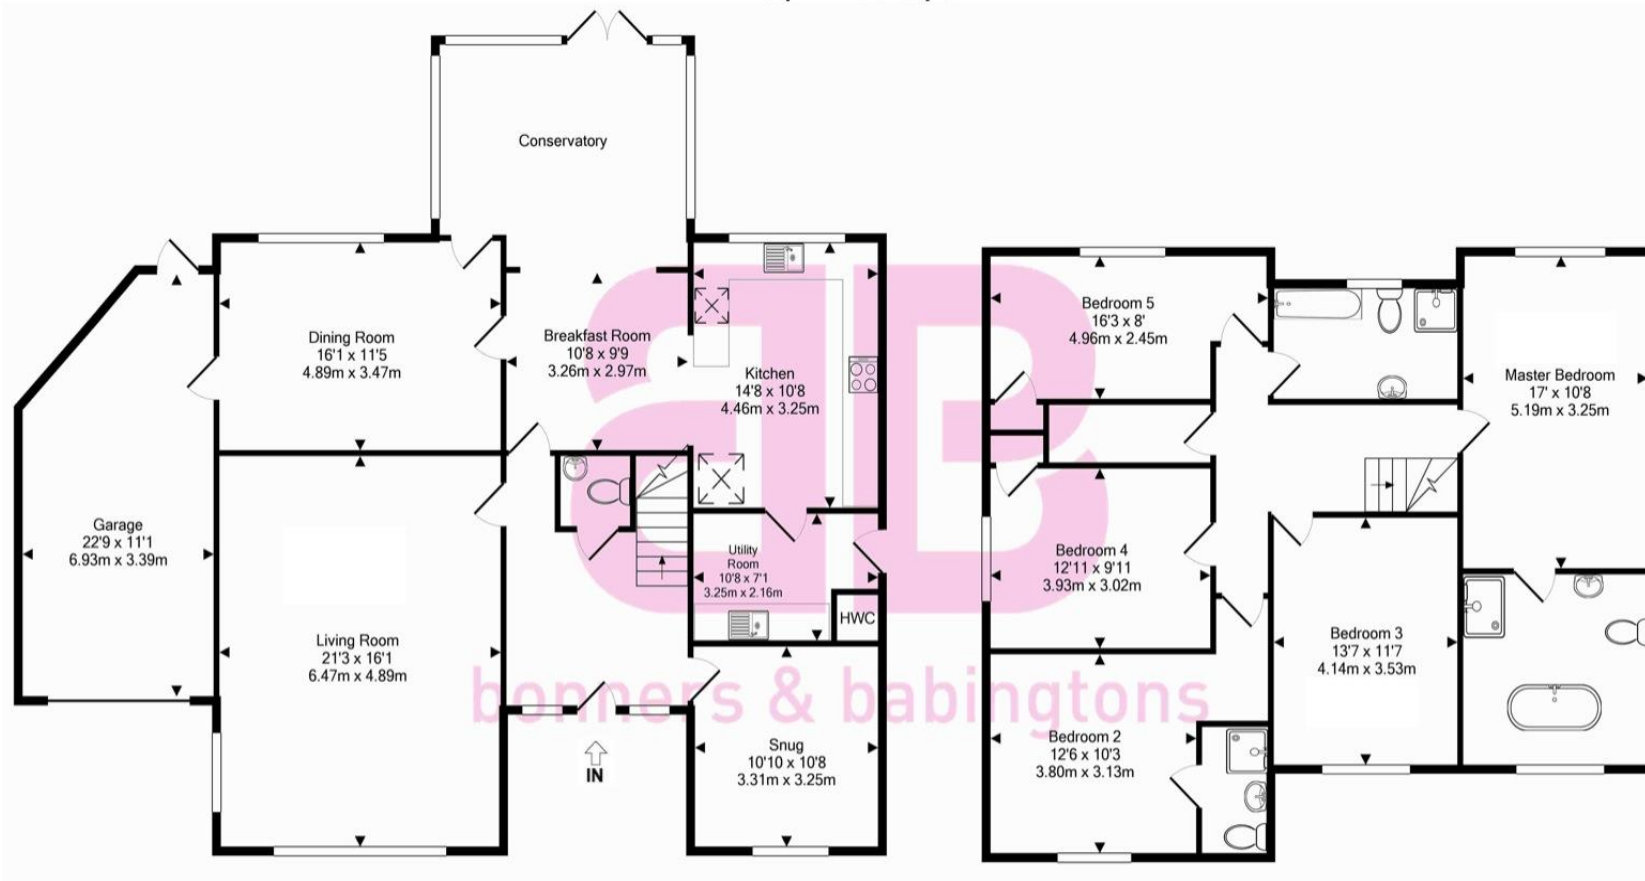 Conservatory
Dining Room
16'1 x 11'5
4.89m x 3.47m
Breakfast Room
10'8 x 9'9
3.26m x 2.97m
Kitchen
14'8 x 10'8
4.46m x 3.25m
Garage
22'9 x 11'1
6.93m x 3.39m
Living Room
21'3 x 16'1
6.47m x 4.89m
Utility
Room
10'8 x 7'1
3.25m x 2.16m
HWC
Snug
10'10 x 10'8
3.31m x 3.25m
IN
Bedroom 5
16'3 x 8'
4.96m x 2.45m
Master Bedroom
17' x 10'8
5.19m x 3.25m
Bedroom 4
12'11 x 9'11
3.93m x 3.02m
Bedroom 3
13'7 x 11'7
4.14m x 3.53m
Bedroom 2
12'6 x 10'3
3.80m x 3.13m
aB
bonners & babingtons